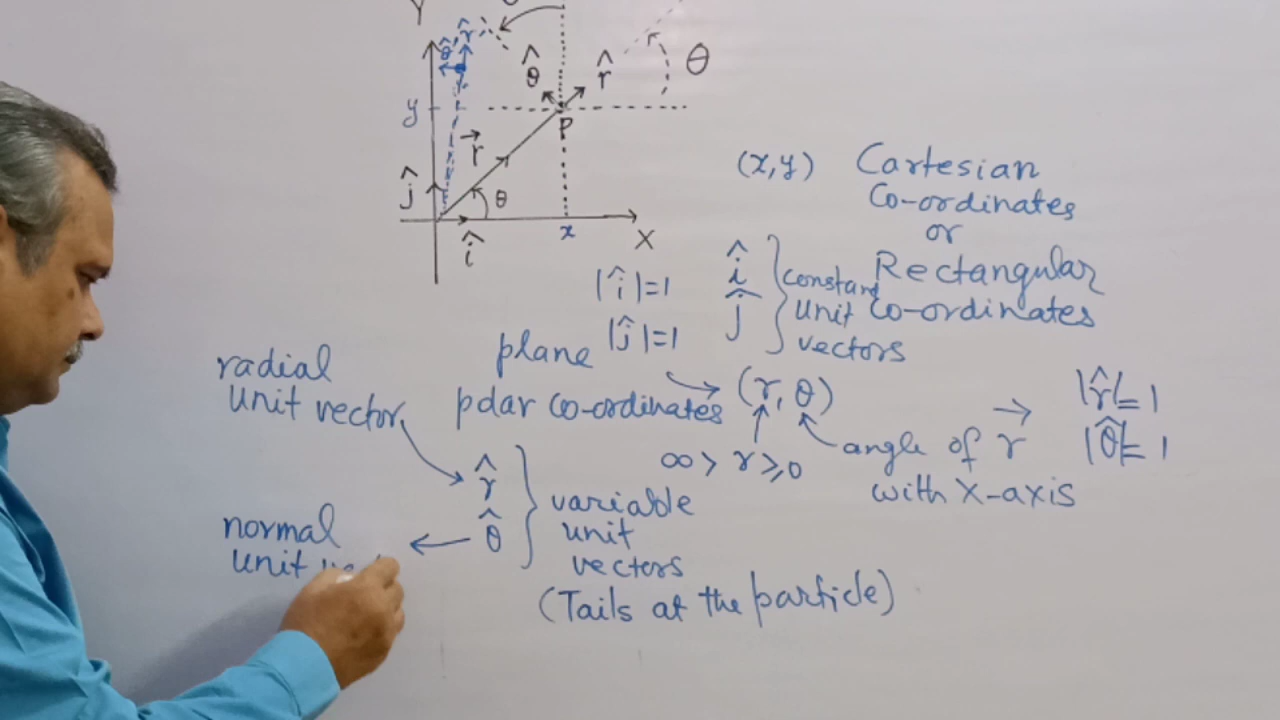 Y
θ̂ r̂
θ̂ r̂ θ
y
P
r⃗
ĵ
θ
î
x
X
(x,y) Cartesian
Co-ordinates
or
Rectangular
Co-ordinates
|î|=1
|ĵ|=1
î
ĵ
constant
unit
vectors
plane
polar co-ordinates (r, θ)
∞ > r ⩾ 0
angle of r⃗
with X-axis
|r̂|=1
|θ̂|=1
radial
unit vector
r̂
θ̂
variable
unit
vectors
(Tails at the particle)
normal
unit